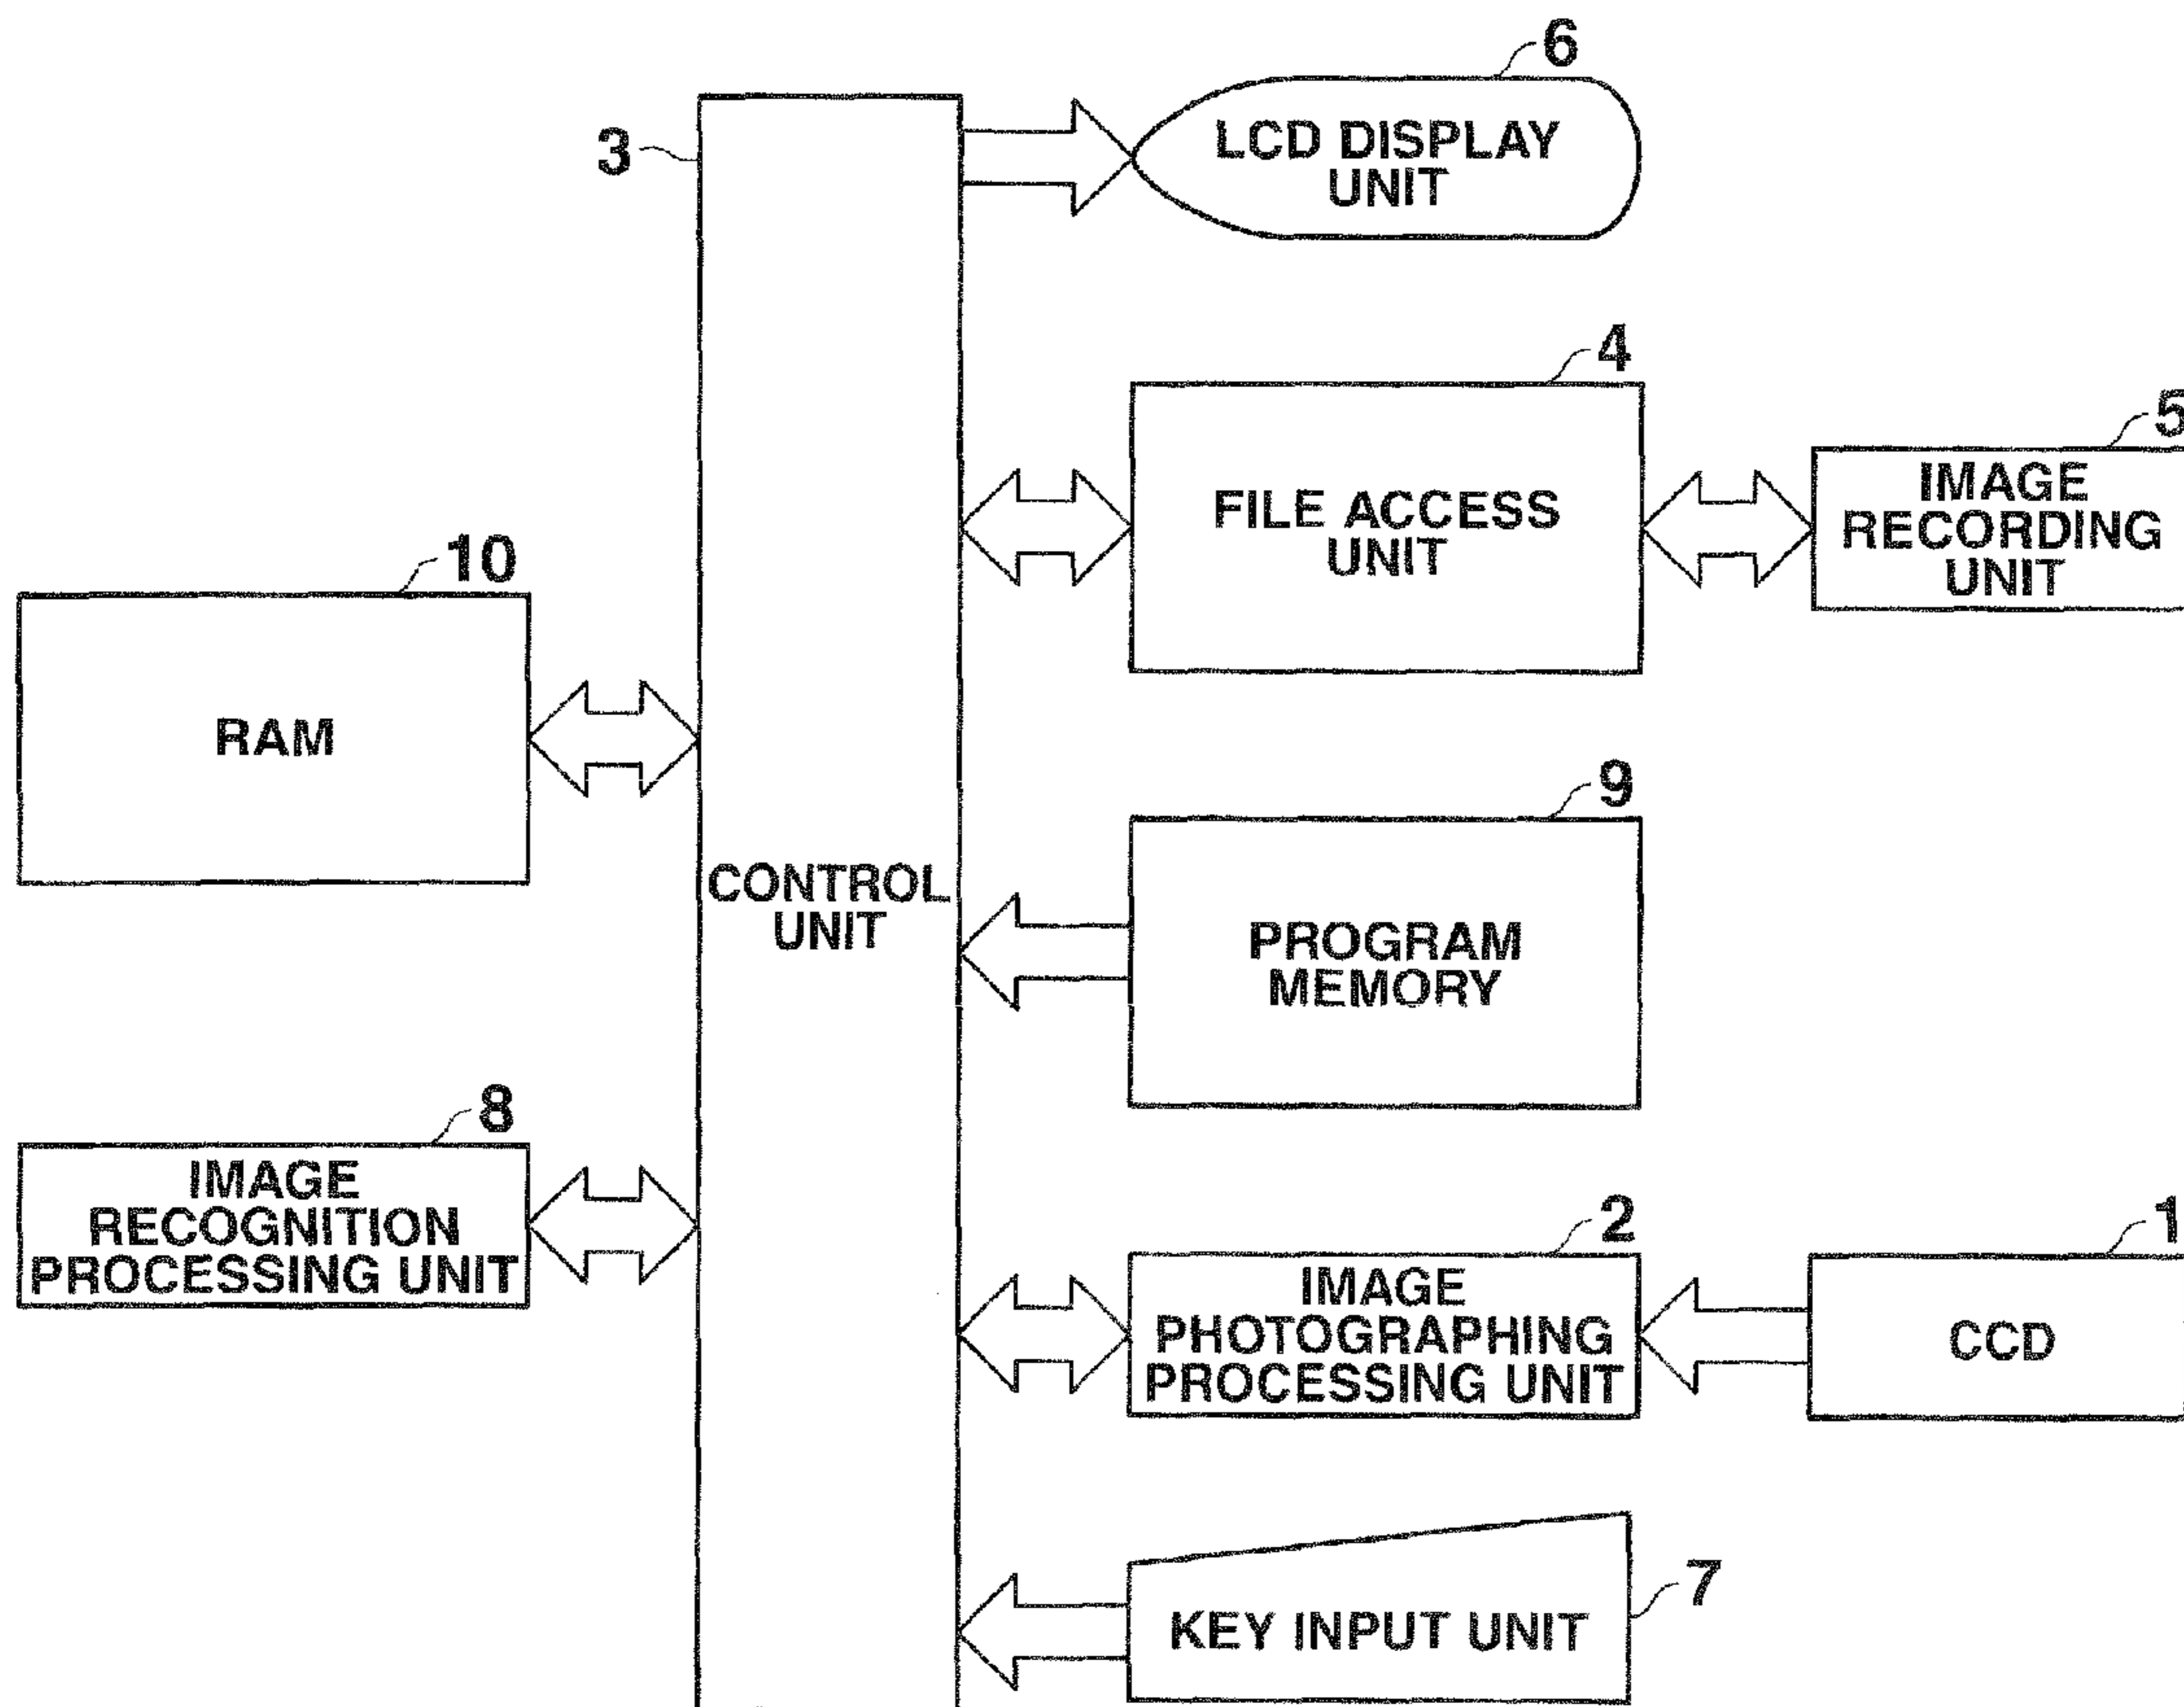 6
LCD DISPLAY
UNIT
3
4
FILE ACCESS
UNIT
5
IMAGE
RECORDING
UNIT
10
RAM
9
PROGRAM
MEMORY
CONTROL
UNIT
8
IMAGE
RECOGNITION
PROCESSING UNIT
2
IMAGE
PHOTOGRAPHING
PROCESSING UNIT
1
CCD
7
KEY INPUT UNIT